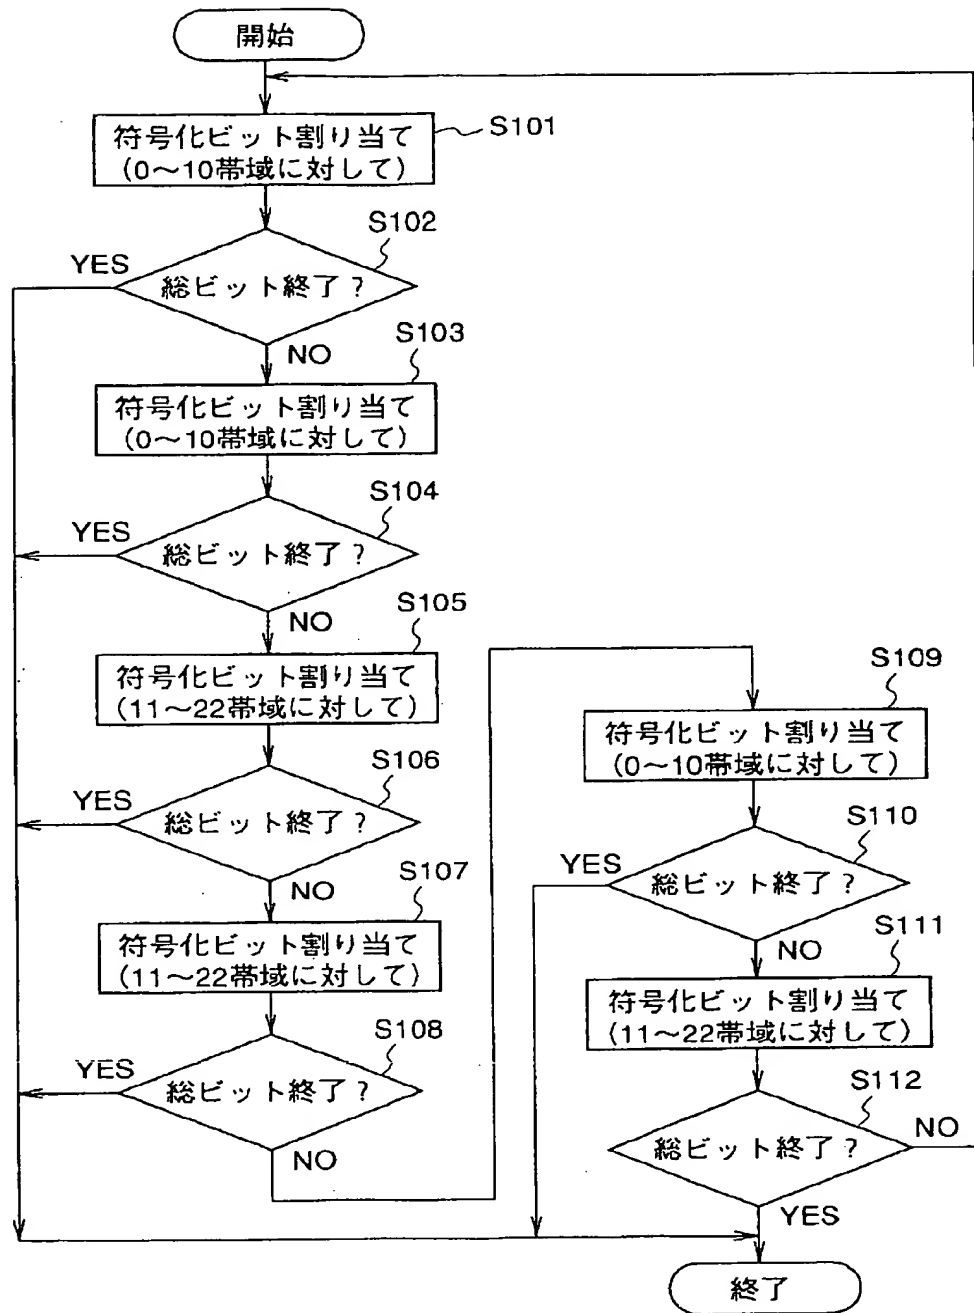 開始
符号化ビット割り当て
(0〜10帯域に対して)
S101
S102
YES
総ビット終了?
NO
S103
符号化ビット割り当て
(0〜10帯域に対して)
S104
YES
総ビット終了?
NO
S105
符号化ビット割り当て
(11〜22帯域に対して)
S106
YES
総ビット終了?
NO
S107
符号化ビット割り当て
(11〜22帯域に対して)
S108
YES
総ビット終了?
NO
S109
符号化ビット割り当て
(0〜10帯域に対して)
S110
YES
総ビット終了?
NO
S111
符号化ビット割り当て
(11〜22帯域に対して)
S112
総ビット終了?
NO
YES
終了